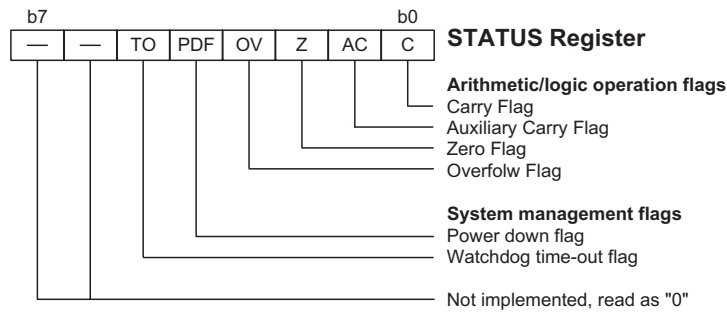 b7 b0
— — TO PDF OV Z AC C STATUS Register
Arithmetic/logic operation flags
Carry Flag
Auxiliary Carry Flag
Zero Flag
Overfolw Flag
System management flags
Power down flag
Watchdog time-out flag
Not implemented, read as "0"